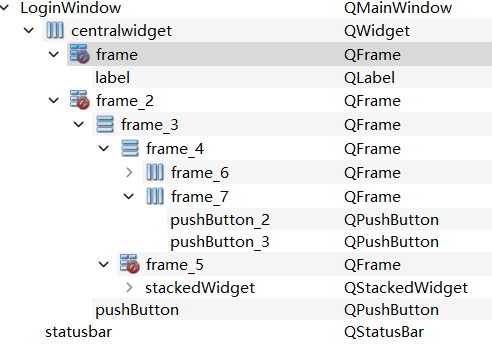 LoginWindow QMainWindow
centralwidget QWidget
frame QFrame
label QLabel
frame_2 QFrame
frame_3 QFrame
frame_4 QFrame
frame_6 QFrame
frame_7 QFrame
pushButton_2 QPushButton
pushButton_3 QPushButton
frame_5 QFrame
stackedWidget QStackedWidget
pushButton QPushButton
statusbar QStatusBar